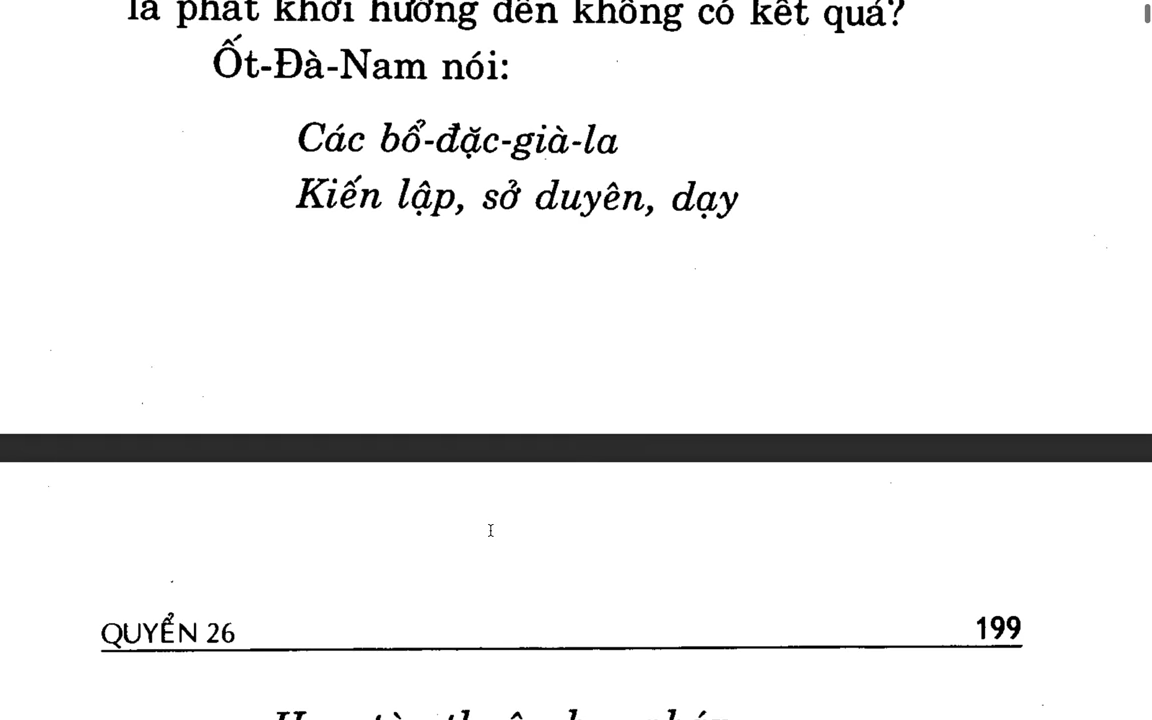 là phát khởi hướng đến không có kết quả?
Ốt-Đà-Nam nói:
Các bổ-đặc-già-la
Kiến lập, sở duyên, dạy
QUYỂN 26
199